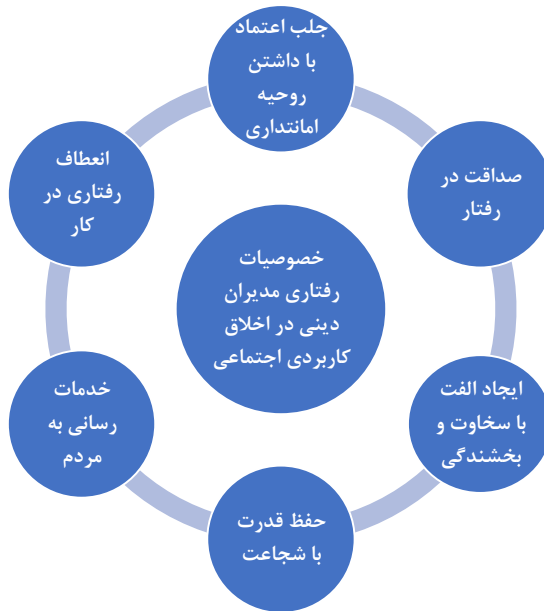 جلب اعتماد
با داشتن
روحیه
امانتداری
صداقت در
رفتار
ایجاد الفت
با سخاوت و
بخشندگی
حفظ قدرت
با شجاعت
خدمات
رسانی به
مردم
انعطاف
رفتاری در
کار
خصوصیات
رفتاری مدیران
دینی در اخلاق
کاربردی اجتماعی